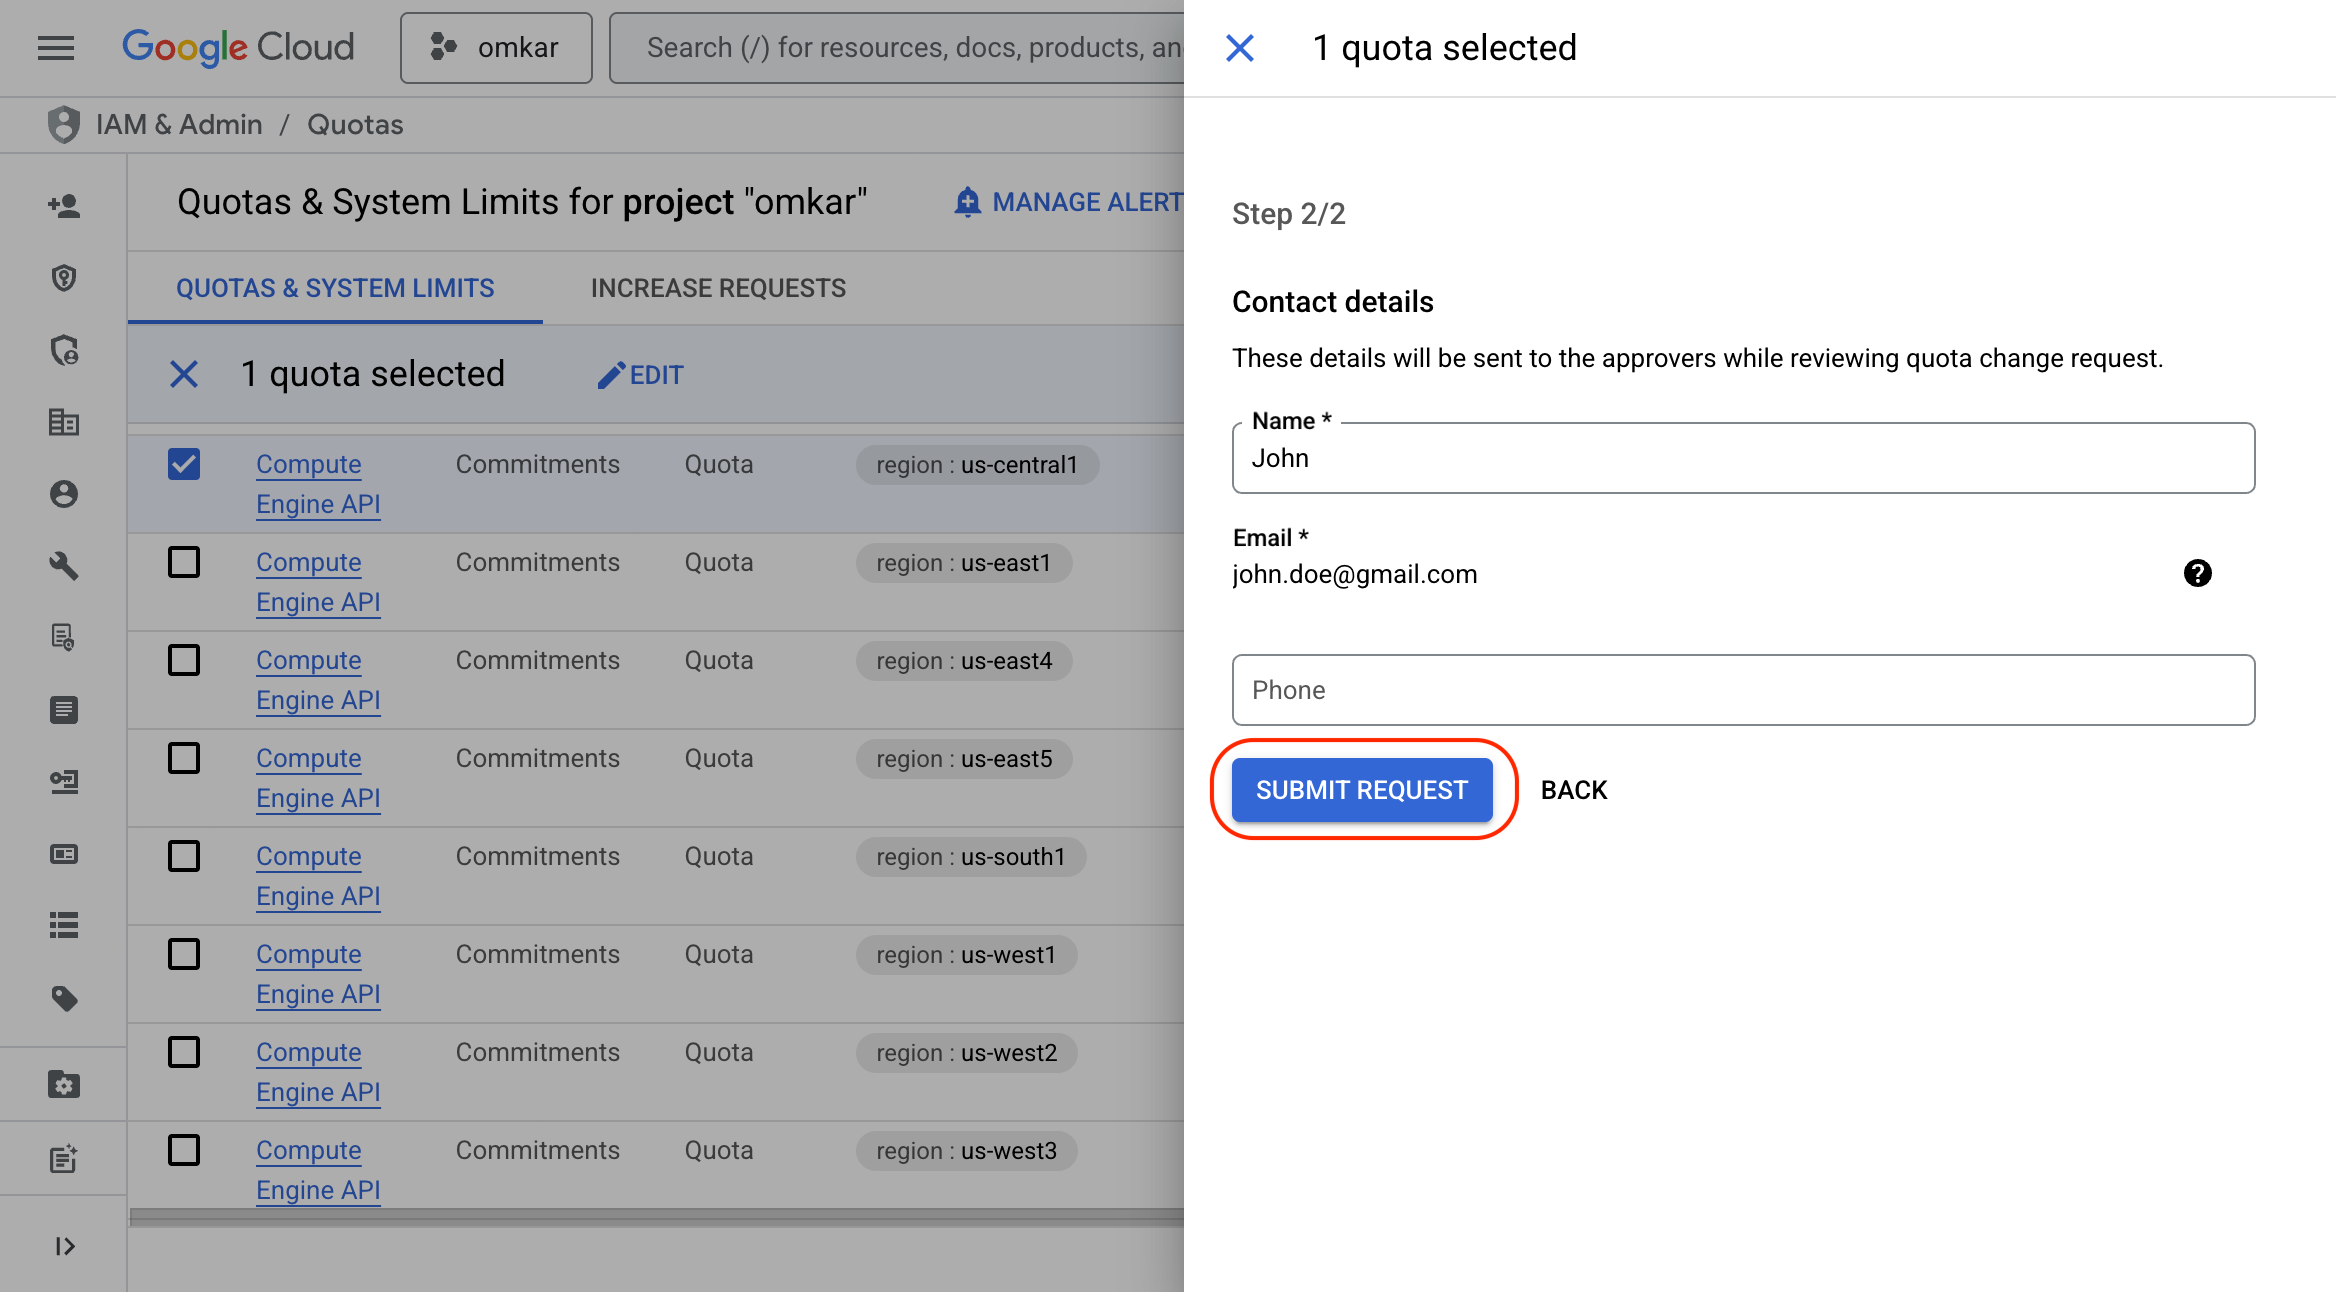 Google Cloud
omkar
Search (/) for resources, docs, products, an
IAM & Admin / Quotas
Quotas & System Limits for project "omkar"
MANAGE ALERT
QUOTAS & SYSTEM LIMITS
INCREASE REQUESTS
1 quota selected
EDIT
Compute Commitments Quota region : us-central1
Engine API
Compute Commitments Quota region : us-east1
Engine API
Compute Commitments Quota region : us-east4
Engine API
Compute Commitments Quota region : us-east5
Engine API
Compute Commitments Quota region : us-south1
Engine API
Compute Commitments Quota region : us-west1
Engine API
Compute Commitments Quota region : us-west2
Engine API
Compute Commitments Quota region : us-west3
Engine API
1 quota selected
Step 2/2
Contact details
These details will be sent to the approvers while reviewing quota change request.
Name *
John
Email *
john.doe@gmail.com
Phone
SUBMIT REQUEST
BACK